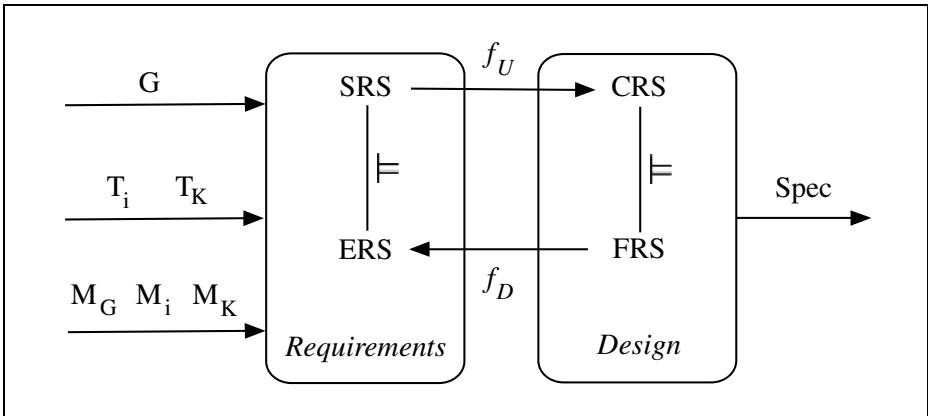 f_U
G SRS CRS
⊨ ⊨
T_i T_K Spec
ERS FRS
f_D
M_G M_i M_K
Requirements Design